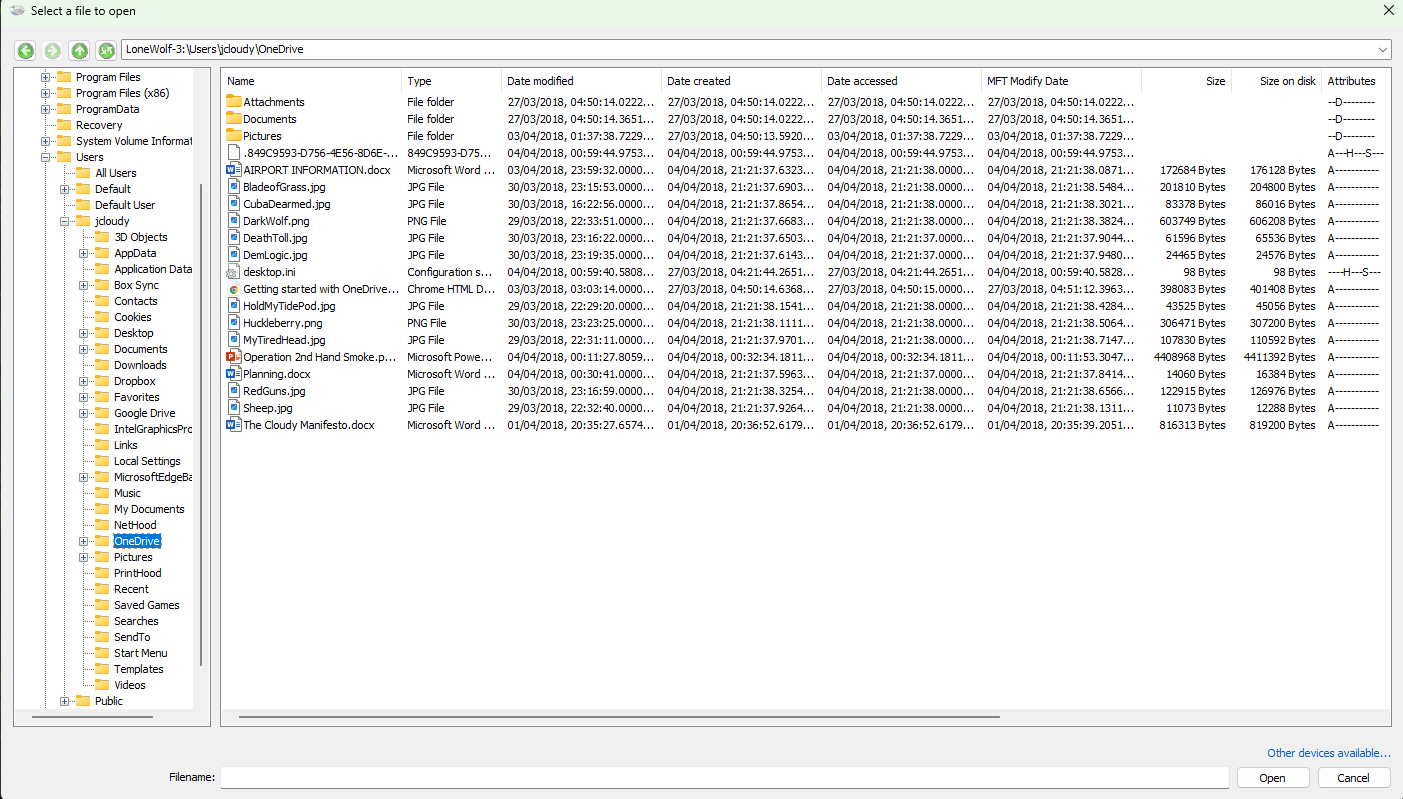 Select a file to open
LoneWolf-3:\Users\jcloudy\OneDrive
Program Files
Program Files (x86)
ProgramData
Recovery
System Volume Informat
Users
All Users
Default
Default User
jcloudy
3D Objects
AppData
Application Data
Box Sync
Contacts
Cookies
Desktop
Documents
Downloads
Dropbox
Favorites
Google Drive
IntelGraphicsPro
Links
Local Settings
MicrosoftEdgeBa
Music
My Documents
NetHood
OneDrive
Pictures
PrintHood
Recent
Saved Games
Searches
SendTo
Start Menu
Templates
Videos
Public
Name Type Date modified Date created Date accessed MFT Modify Date Size Size on disk Attributes
Attachments File folder 27/03/2018, 04:50:14.0222... 27/03/2018, 04:50:14.0222... 27/03/2018, 04:50:14.0222... 27/03/2018, 04:50:14.0222... --D--------
Documents File folder 27/03/2018, 04:50:14.3651... 27/03/2018, 04:50:14.0222... 27/03/2018, 04:50:14.3651... 27/03/2018, 04:50:14.3651... --D--------
Pictures File folder 03/04/2018, 01:37:38.7229... 27/03/2018, 04:50:13.5920... 03/04/2018, 01:37:38.7229... 03/04/2018, 01:37:38.7229... --D--------
.849C9593-D756-4E56-8D6E-... 849C9593-D75... 04/04/2018, 00:59:44.9753... 04/04/2018, 00:59:44.9753... 04/04/2018, 00:59:44.9753... 04/04/2018, 00:59:44.9753... A---H---S---
AIRPORT INFORMATION.docx Microsoft Word ... 03/04/2018, 23:59:32.0000... 04/04/2018, 21:21:37.6323... 04/04/2018, 21:21:38.0000... 04/04/2018, 21:21:38.0871... 172684 Bytes 176128 Bytes A-----------
BladeofGrass.jpg JPG File 30/03/2018, 23:15:53.0000... 04/04/2018, 21:21:37.6903... 04/04/2018, 21:21:38.0000... 04/04/2018, 21:21:38.5484... 201810 Bytes 204800 Bytes A-----------
CubaDearmed.jpg JPG File 30/03/2018, 16:22:56.0000... 04/04/2018, 21:21:37.8654... 04/04/2018, 21:21:38.0000... 04/04/2018, 21:21:38.3021... 83378 Bytes 86016 Bytes A-----------
DarkWolf.png PNG File 29/03/2018, 22:33:51.0000... 04/04/2018, 21:21:37.6683... 04/04/2018, 21:21:38.0000... 04/04/2018, 21:21:38.3824... 603749 Bytes 606208 Bytes A-----------
DeathToll.jpg JPG File 30/03/2018, 23:16:22.0000... 04/04/2018, 21:21:37.6503... 04/04/2018, 21:21:37.0000... 04/04/2018, 21:21:37.9044... 61596 Bytes 65536 Bytes A-----------
DemLogic.jpg JPG File 30/03/2018, 23:19:35.0000... 04/04/2018, 21:21:37.6143... 04/04/2018, 21:21:37.0000... 04/04/2018, 21:21:37.9480... 24465 Bytes 24576 Bytes A-----------
desktop.ini Configuration s... 04/04/2018, 00:59:40.5808... 27/03/2018, 04:21:44.2651... 27/03/2018, 04:21:44.2651... 04/04/2018, 00:59:40.5828... 98 Bytes 98 Bytes ----H---S---
Getting started with OneDrive... Chrome HTML D... 03/03/2018, 03:03:14.0000... 27/03/2018, 04:50:14.6368... 27/03/2018, 04:50:15.0000... 27/03/2018, 04:51:12.3963... 398083 Bytes 401408 Bytes A-----------
HoldMyTidePod.jpg JPG File 29/03/2018, 22:29:20.0000... 04/04/2018, 21:21:38.1541... 04/04/2018, 21:21:38.0000... 04/04/2018, 21:21:38.4284... 43525 Bytes 45056 Bytes A-----------
Huckleberry.png PNG File 30/03/2018, 23:23:25.0000... 04/04/2018, 21:21:38.1111... 04/04/2018, 21:21:38.0000... 04/04/2018, 21:21:38.5064... 306471 Bytes 307200 Bytes A-----------
MyTiredHead.jpg JPG File 29/03/2018, 22:31:11.0000... 04/04/2018, 21:21:37.9701... 04/04/2018, 21:21:38.0000... 04/04/2018, 21:21:38.7147... 107830 Bytes 110592 Bytes A-----------
Operation 2nd Hand Smoke.p... Microsoft Powe... 04/04/2018, 00:11:27.8059... 04/04/2018, 00:32:34.1811... 04/04/2018, 00:32:34.1811... 04/04/2018, 00:11:53.3047... 4408968 Bytes 4411392 Bytes A-----------
Planning.docx Microsoft Word ... 04/04/2018, 00:30:41.0000... 04/04/2018, 21:21:37.5963... 04/04/2018, 21:21:37.0000... 04/04/2018, 21:21:37.8414... 14060 Bytes 16384 Bytes A-----------
RedGuns.jpg JPG File 30/03/2018, 23:16:59.0000... 04/04/2018, 21:21:38.3254... 04/04/2018, 21:21:38.0000... 04/04/2018, 21:21:38.6566... 122915 Bytes 126976 Bytes A-----------
Sheep.jpg JPG File 29/03/2018, 22:32:40.0000... 04/04/2018, 21:21:37.9264... 04/04/2018, 21:21:38.0000... 04/04/2018, 21:21:38.1311... 11073 Bytes 12288 Bytes A-----------
The Cloudy Manifesto.docx Microsoft Word ... 01/04/2018, 20:35:27.6574... 01/04/2018, 20:36:52.6179... 01/04/2018, 20:36:52.6179... 01/04/2018, 20:35:39.2051... 816313 Bytes 819200 Bytes A-----------
Other devices available...
Filename:
Open Cancel